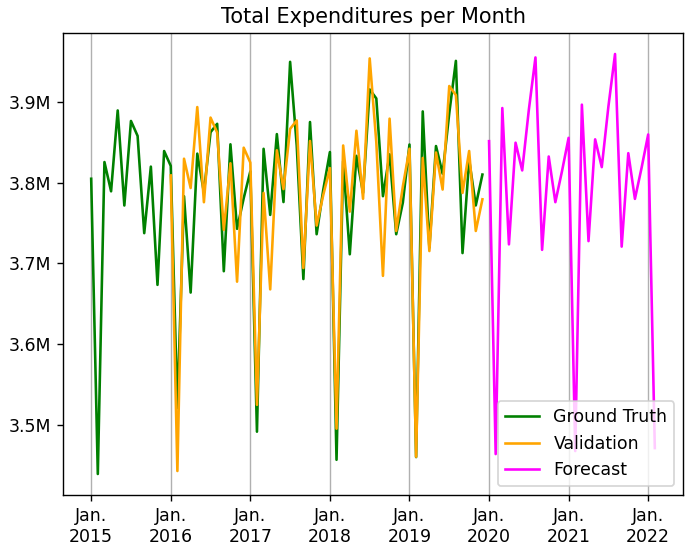 Total Expenditures per Month
3.9M
3.8M
3.7M
3.6M
3.5M
Ground Truth
Validation
Forecast
Jan. Jan. Jan. Jan. Jan. Jan. Jan. Jan.
2015 2016 2017 2018 2019 2020 2021 2022